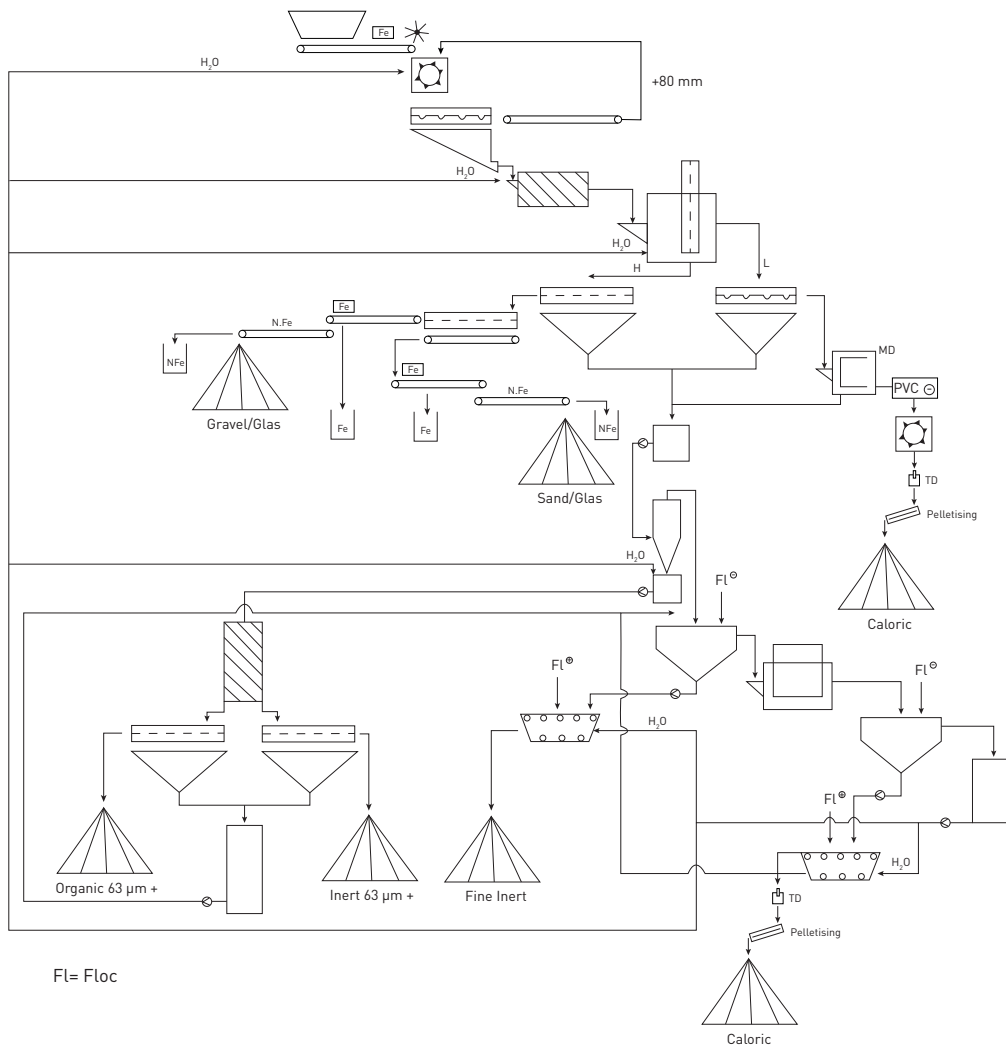 Fe
H₂O
+80 mm
H₂O
H₂O
H
L
Fe
N.Fe
MD
NFe
Fe
PVC ⊖
N.Fe
Gravel/Glas
Fe
Fe
NFe
TD
Sand/Glas
Pelletising
H₂O
Fl⊖
Caloric
Fl⊕
Fl⊖
H₂O
Fl⊕
H₂O
Organic 63 µm +
Inert 63 µm +
Fine Inert
TD
Pelletising
Fl= Floc
Caloric